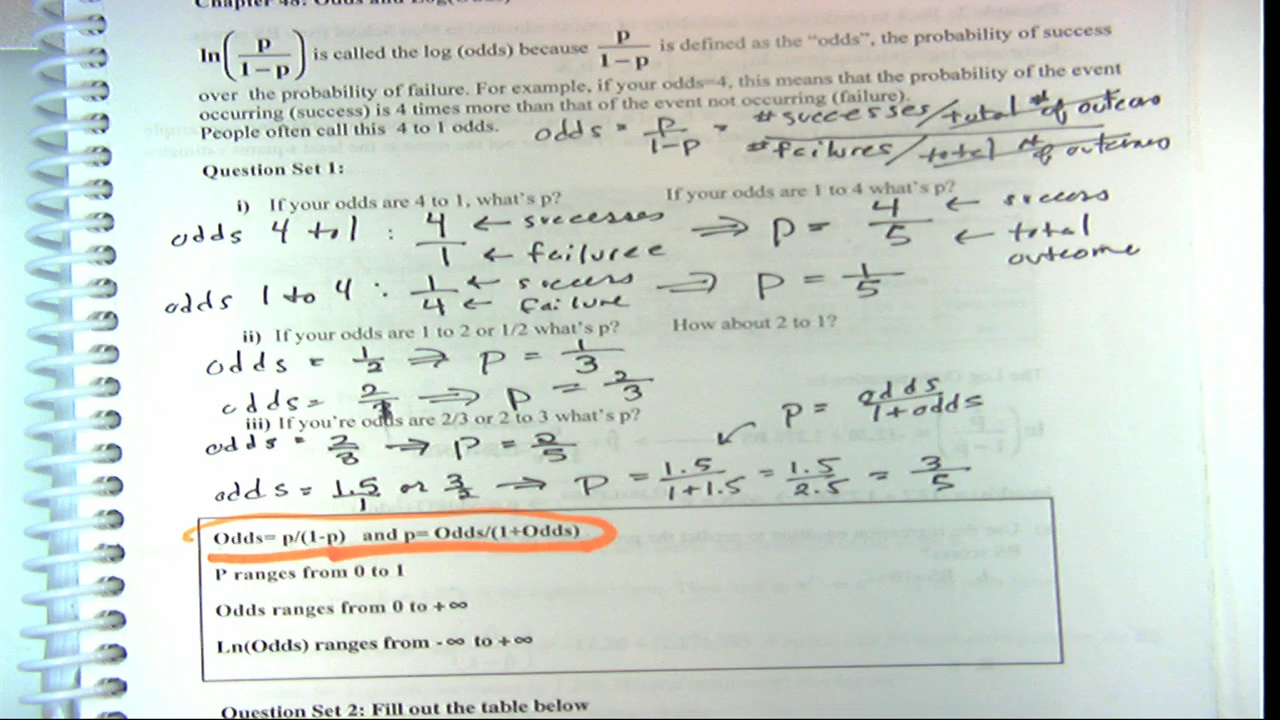 Chapter 48: Odds and Log(Odds)
ln(p/1-p) is called the log (odds) because p/1-p is defined as the "odds", the probability of success
over the probability of failure. For example, if your odds=4, this means that the probability of the event
occurring (success) is 4 times more than that of the event not occurring (failure).
People often call this 4 to 1 odds. odds = p/1-p = # successes/total # of outcomes / # failures/total # of outcomes
Question Set 1:
i) If your odds are 4 to 1, what's p? If your odds are 1 to 4 what's p?
odds 4 to 1 : 4/1 ← successes ← failure ⇒ p = 4/5 ← success ← total outcome
odds 1 to 4 : 1/4 ← success ← failure ⇒ p = 1/5
ii) If your odds are 1 to 2 or 1/2 what's p? How about 2 to 1?
odds = 1/2 ⇒ p = 1/3
odds = 2/1 ⇒ p = 2/3
iii) If you're odds are 2/3 or 2 to 3 what's p? p = odds/1+odds
odds = 2/3 → p = 2/5
odds = 1.5/1 or 3/2 ⇒ p = 1.5/1+1.5 = 1.5/2.5 = 3/5
Odds= p/(1-p) and p= Odds/(1+Odds)
P ranges from 0 to 1
Odds ranges from 0 to +∞
Ln(Odds) ranges from -∞ to +∞
Question Set 2: Fill out the table below